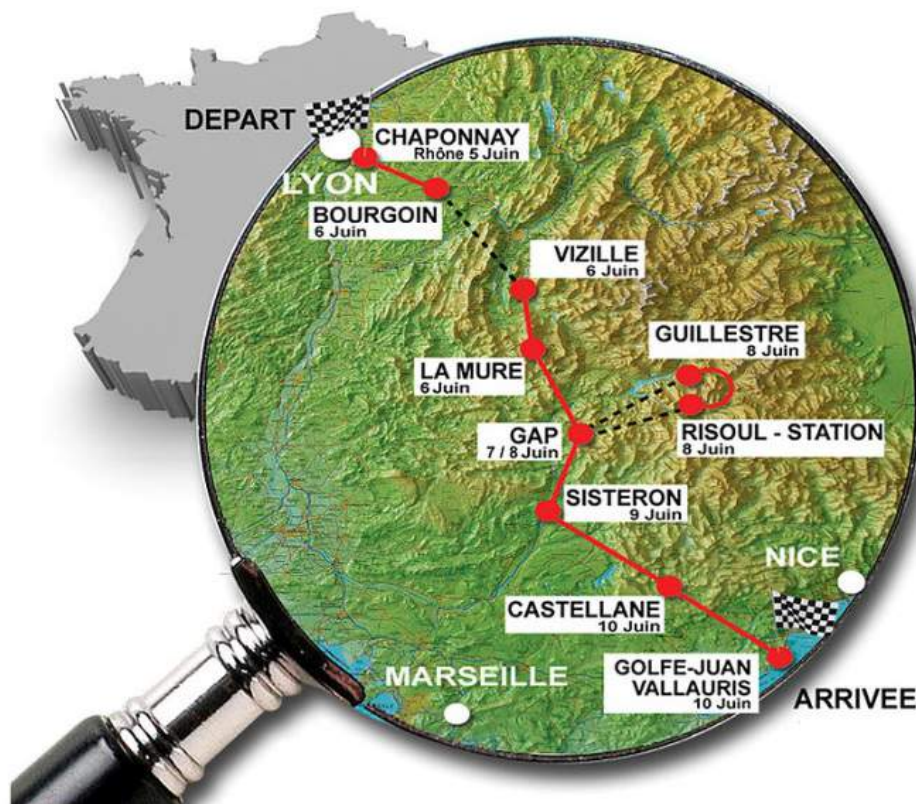 DEPART
CHAPONNAY
Rhône 5 Juin
LYON
BOURGOIN
6 Juin
VIZILLE
6 Juin
GUILLESTRE
8 Juin
LA MURE
6 Juin
GAP
7 / 8 Juin
RISOUL - STATION
8 Juin
SISTERON
9 Juin
NICE
CASTELLANE
10 Juin
MARSEILLE
GOLFE-JUAN
VALLAURIS
10 Juin
ARRIVEE